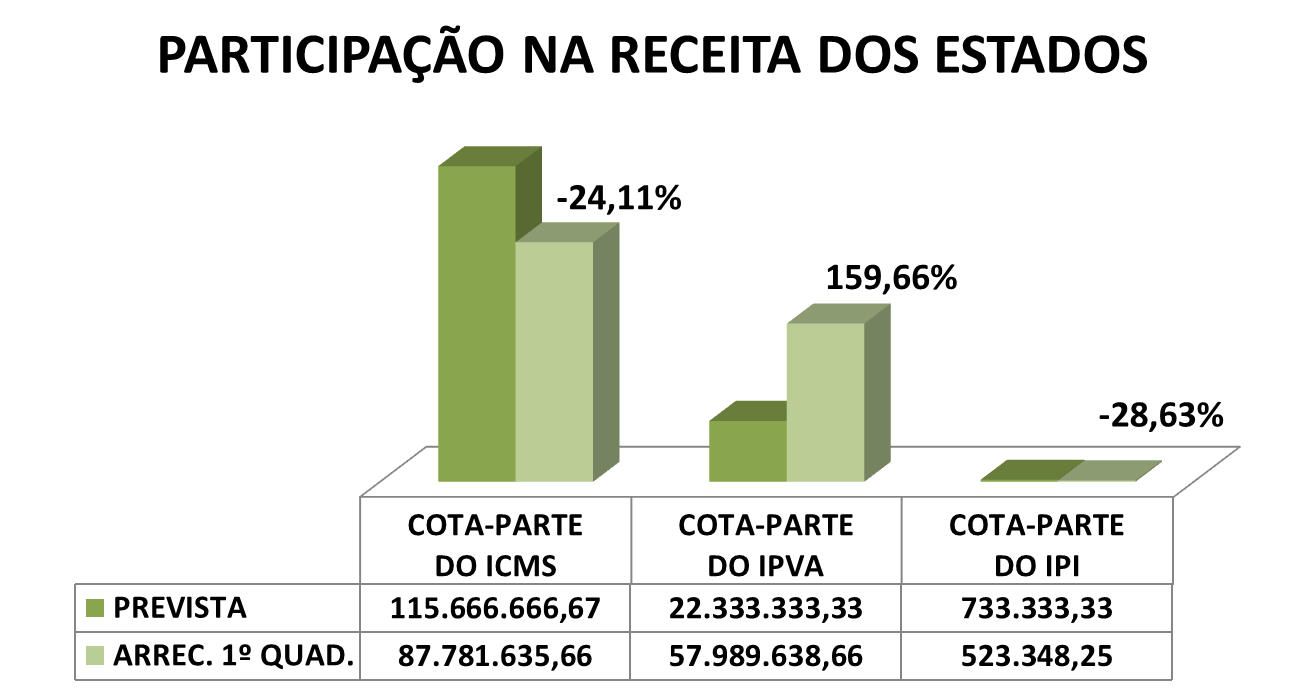 PARTICIPAÇÃO NA RECEITA DOS ESTADOS
-24,11%
159,66%
-28,63%
COTA-PARTE DO ICMS
COTA-PARTE DO IPVA
COTA-PARTE DO IPI
PREVISTA 115.666.666,67 22.333.333,33 733.333,33
ARREC. 1º QUAD. 87.781.635,66 57.989.638,66 523.348,25